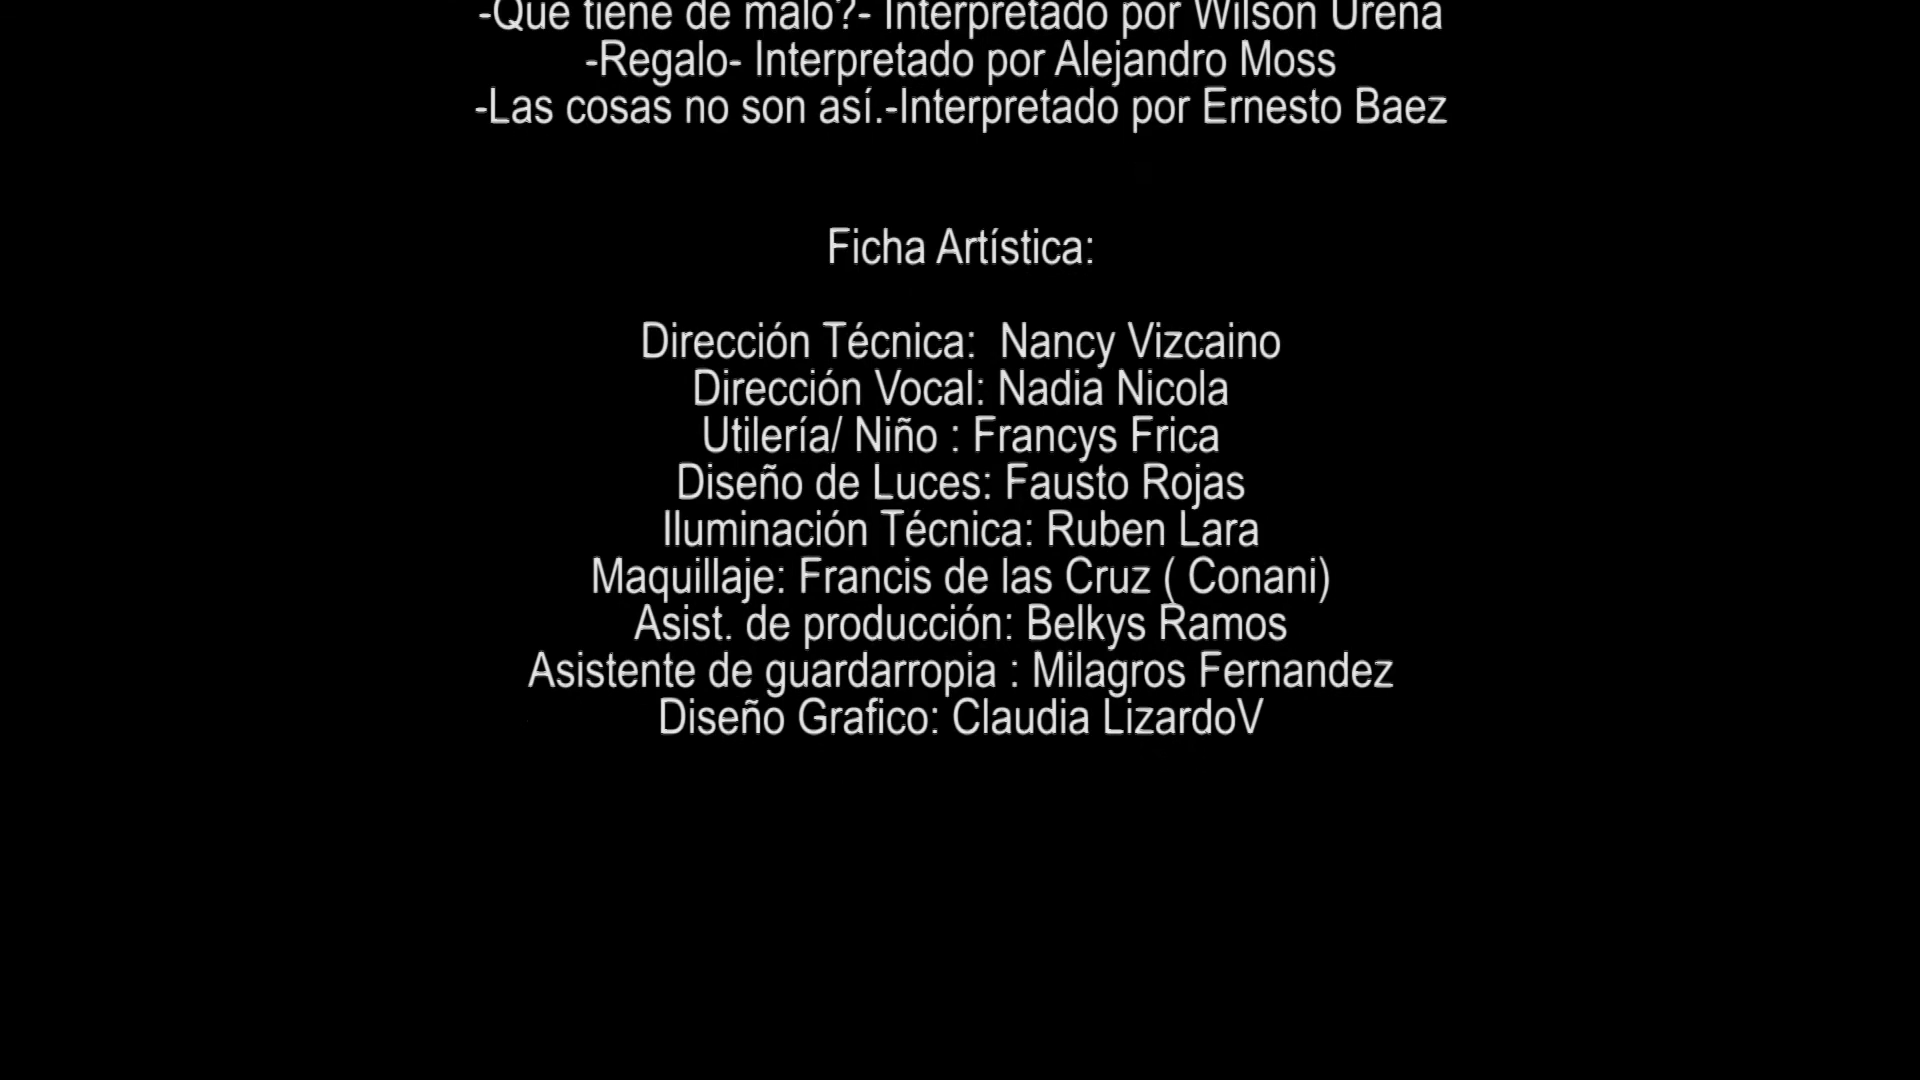 -Que tiene de malo?- Interpretado por Wilson Ureña
-Regalo- Interpretado por Alejandro Moss
-Las cosas no son así.-Interpretado por Ernesto Baez
Ficha Artística:
Dirección Técnica:  Nancy Vizcaino
Dirección Vocal: Nadia Nicola
Utilería/ Niño : Francys Frica
Diseño de Luces: Fausto Rojas
Iluminación Técnica: Ruben Lara
Maquillaje: Francis de las Cruz ( Conani)
Asist. de producción: Belkys Ramos
Asistente de guardarropia : Milagros Fernandez
Diseño Grafico: Claudia LizardoV